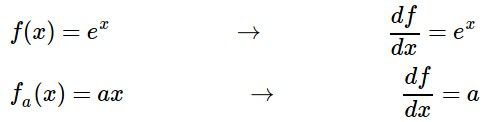 f(x) = e^x → df/dx = e^x
f_a(x) = ax → df/dx = a